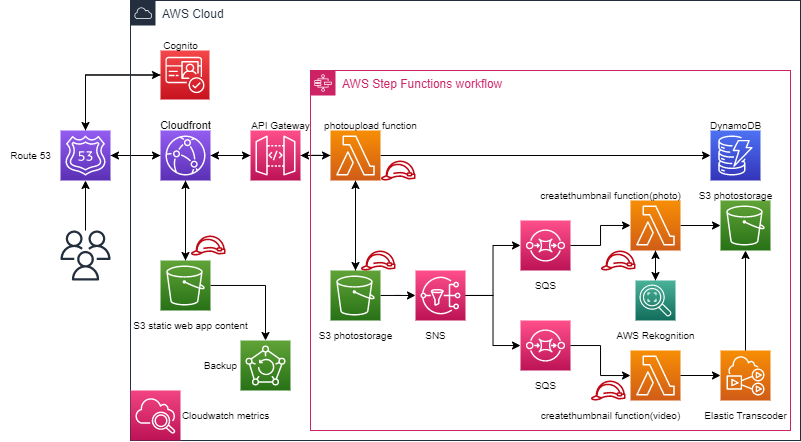 AWS Cloud
Cognito
AWS Step Functions workflow
Cloudfront
API Gateway
photoupload function
DynamoDB
Route 53
53
createthumbnail function(photo)
S3 photostorage
SQS
S3 static web app content
S3 photostorage
SNS
AWS Rekognition
Backup
SQS
Cloudwatch metrics
createthumbnail function(video)
Elastic Transcoder